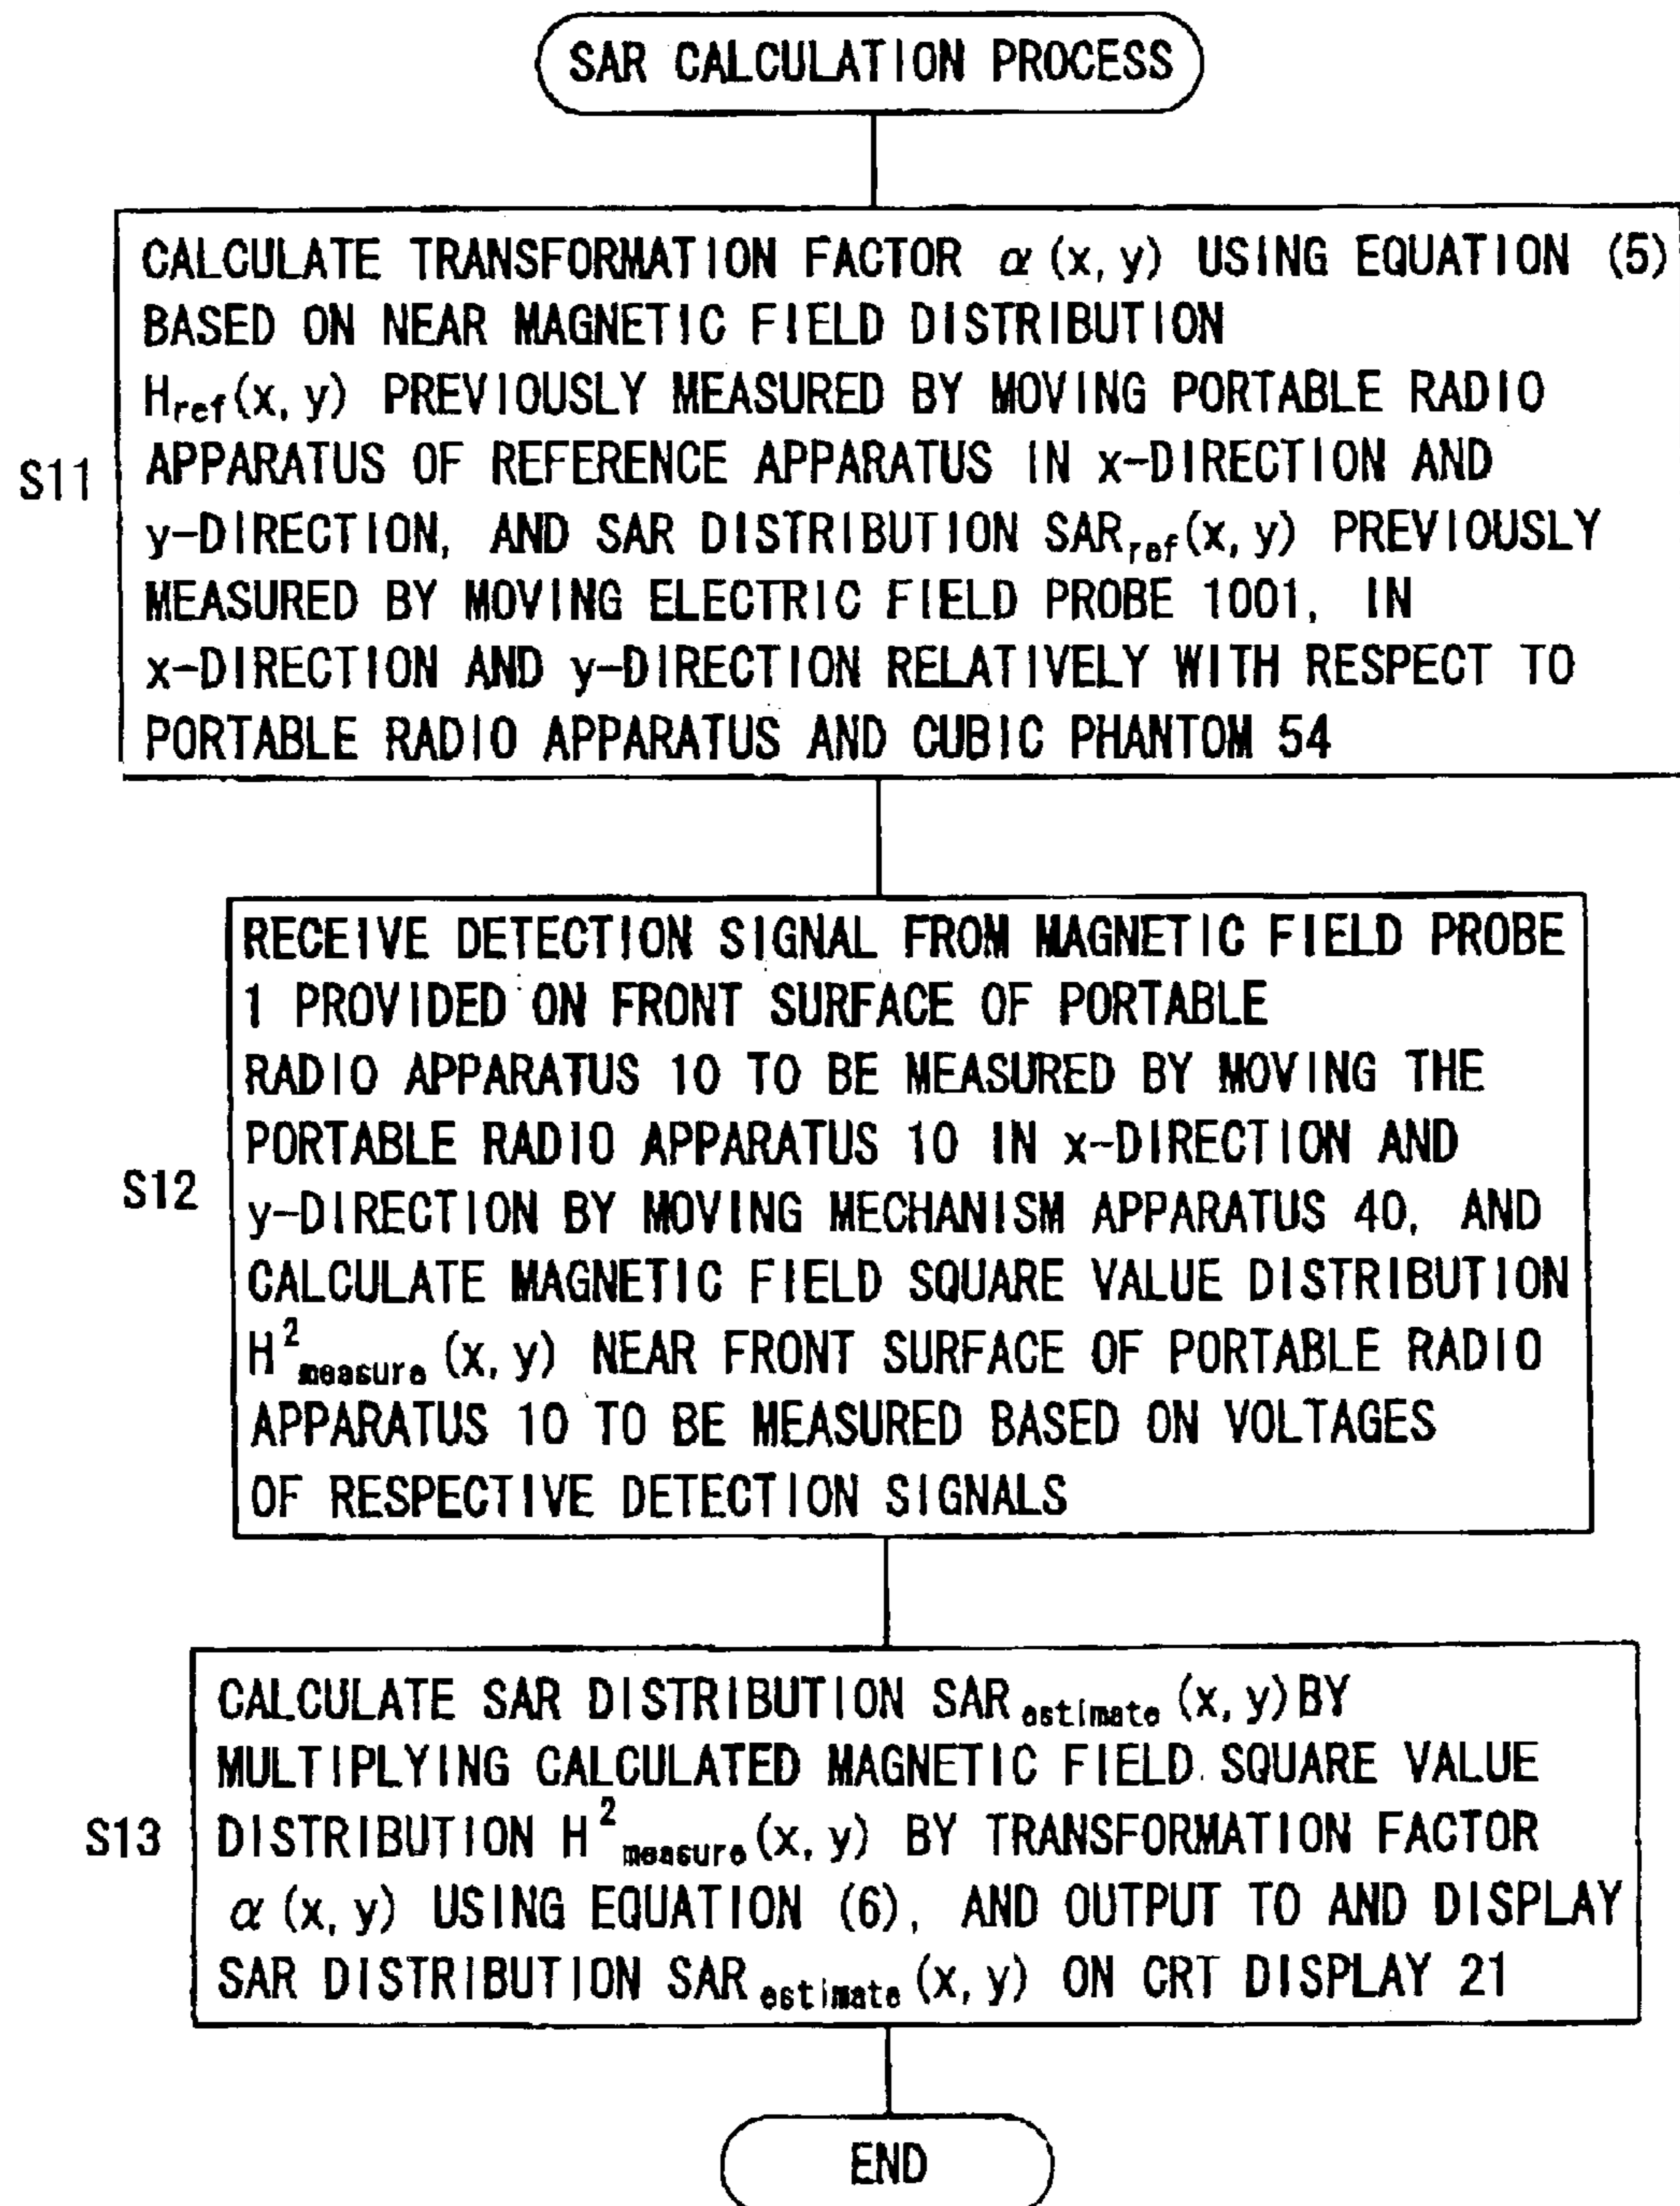 SAR CALCULATION PROCESS
S11
CALCULATE TRANSFORMATION FACTOR α(x, y) USING EQUATION (5)
BASED ON NEAR MAGNETIC FIELD DISTRIBUTION
Href(x, y) PREVIOUSLY MEASURED BY MOVING PORTABLE RADIO
APPARATUS OF REFERENCE APPARATUS IN x-DIRECTION AND
y-DIRECTION, AND SAR DISTRIBUTION SARref(x, y) PREVIOUSLY
MEASURED BY MOVING ELECTRIC FIELD PROBE 1001, IN
x-DIRECTION AND y-DIRECTION RELATIVELY WITH RESPECT TO
PORTABLE RADIO APPARATUS AND CUBIC PHANTOM 54
S12
RECEIVE DETECTION SIGNAL FROM MAGNETIC FIELD PROBE
1 PROVIDED ON FRONT SURFACE OF PORTABLE
RADIO APPARATUS 10 TO BE MEASURED BY MOVING THE
PORTABLE RADIO APPARATUS 10 IN x-DIRECTION AND
y-DIRECTION BY MOVING MECHANISM APPARATUS 40, AND
CALCULATE MAGNETIC FIELD SQUARE VALUE DISTRIBUTION
H²measure(x, y) NEAR FRONT SURFACE OF PORTABLE RADIO
APPARATUS 10 TO BE MEASURED BASED ON VOLTAGES
OF RESPECTIVE DETECTION SIGNALS
S13
CALCULATE SAR DISTRIBUTION SARestimate(x, y) BY
MULTIPLYING CALCULATED MAGNETIC FIELD SQUARE VALUE
DISTRIBUTION H²measure(x, y) BY TRANSFORMATION FACTOR
α(x, y) USING EQUATION (6), AND OUTPUT TO AND DISPLAY
SAR DISTRIBUTION SARestimate(x, y) ON CRT DISPLAY 21
END